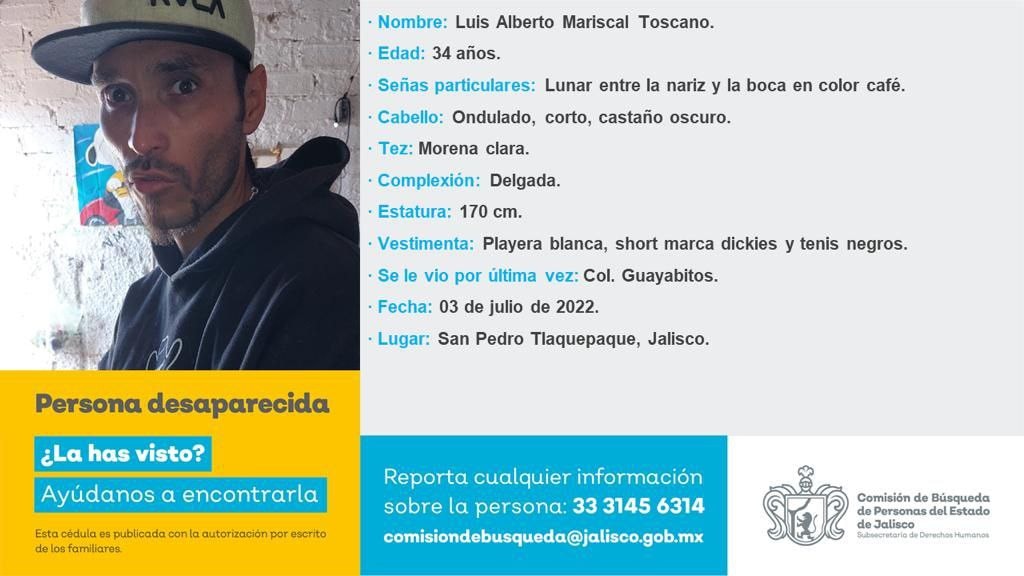 RVCA
· Nombre: Luis Alberto Mariscal Toscano.
· Edad: 34 años.
· Señas particulares: Lunar entre la nariz y la boca en color café.
· Cabello: Ondulado, corto, castaño oscuro.
· Tez: Morena clara.
· Complexión: Delgada.
· Estatura: 170 cm.
· Vestimenta: Playera blanca, short marca dickies y tenis negros.
· Se le vio por última vez: Col. Guayabitos.
· Fecha: 03 de julio de 2022.
· Lugar: San Pedro Tlaquepaque, Jalisco.
Persona desaparecida
¿La has visto?
Ayúdanos a encontrarla
Esta cédula es publicada con la autorización por escrito
de los familiares.
Reporta cualquier información
sobre la persona: 33 3145 6314
comisiondebusqueda@jalisco.gob.mx
Comisión de Búsqueda
de Personas del Estado
de Jalisco
Subsecretaría de Derechos Humanos